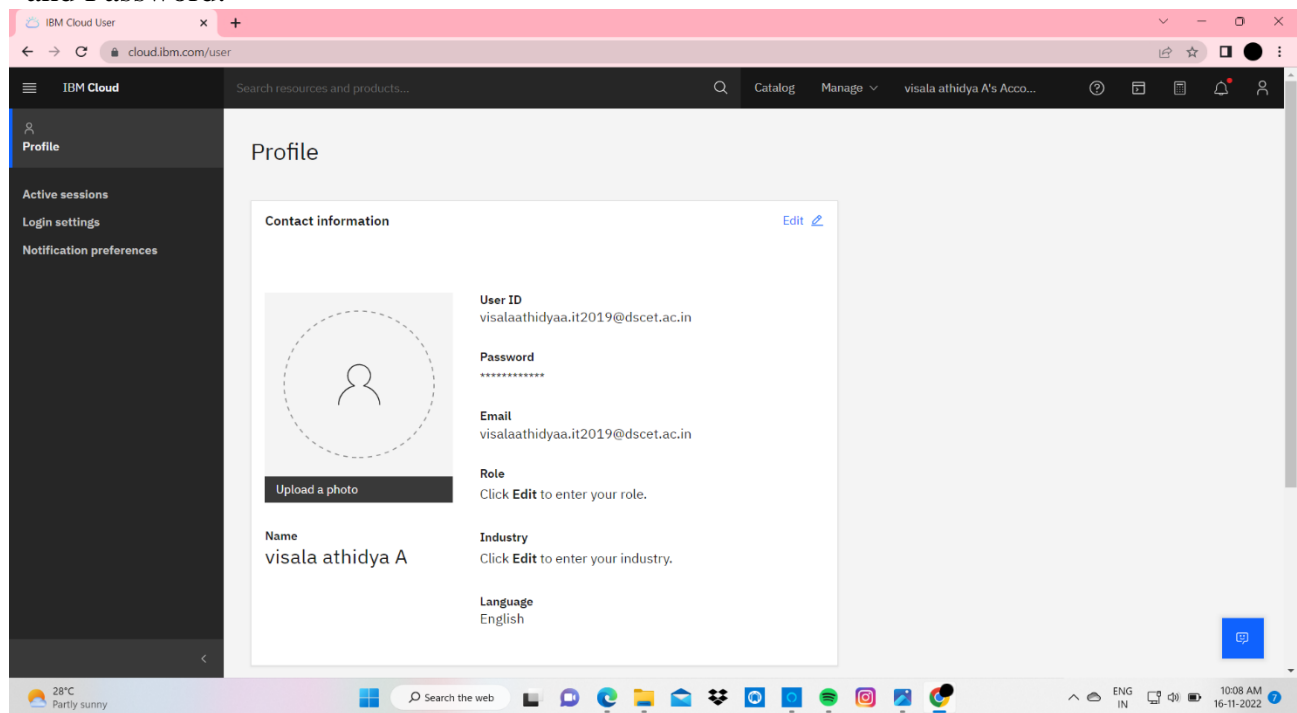 and Password.
IBM Cloud User
cloud.ibm.com/user
IBM Cloud
Search resources and products...
Catalog
Manage
visala athidya A's Acco...
Profile
Active sessions
Login settings
Notification preferences
Profile
Contact information
Edit
User ID
visalaathidyaa.it2019@dscet.ac.in
Password
************
Email
visalaathidyaa.it2019@dscet.ac.in
Upload a photo
Role
Click Edit to enter your role.
Name
visala athidya A
Industry
Click Edit to enter your industry.
Language
English
28°C
Partly sunny
Search the web
ENG
IN
10:08 AM
16-11-2022
7